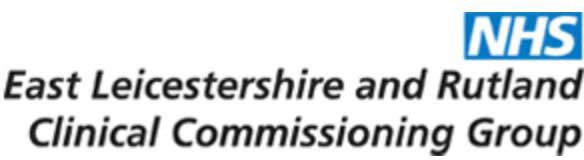 NHS
East Leicestershire and Rutland
Clinical Commissioning Group